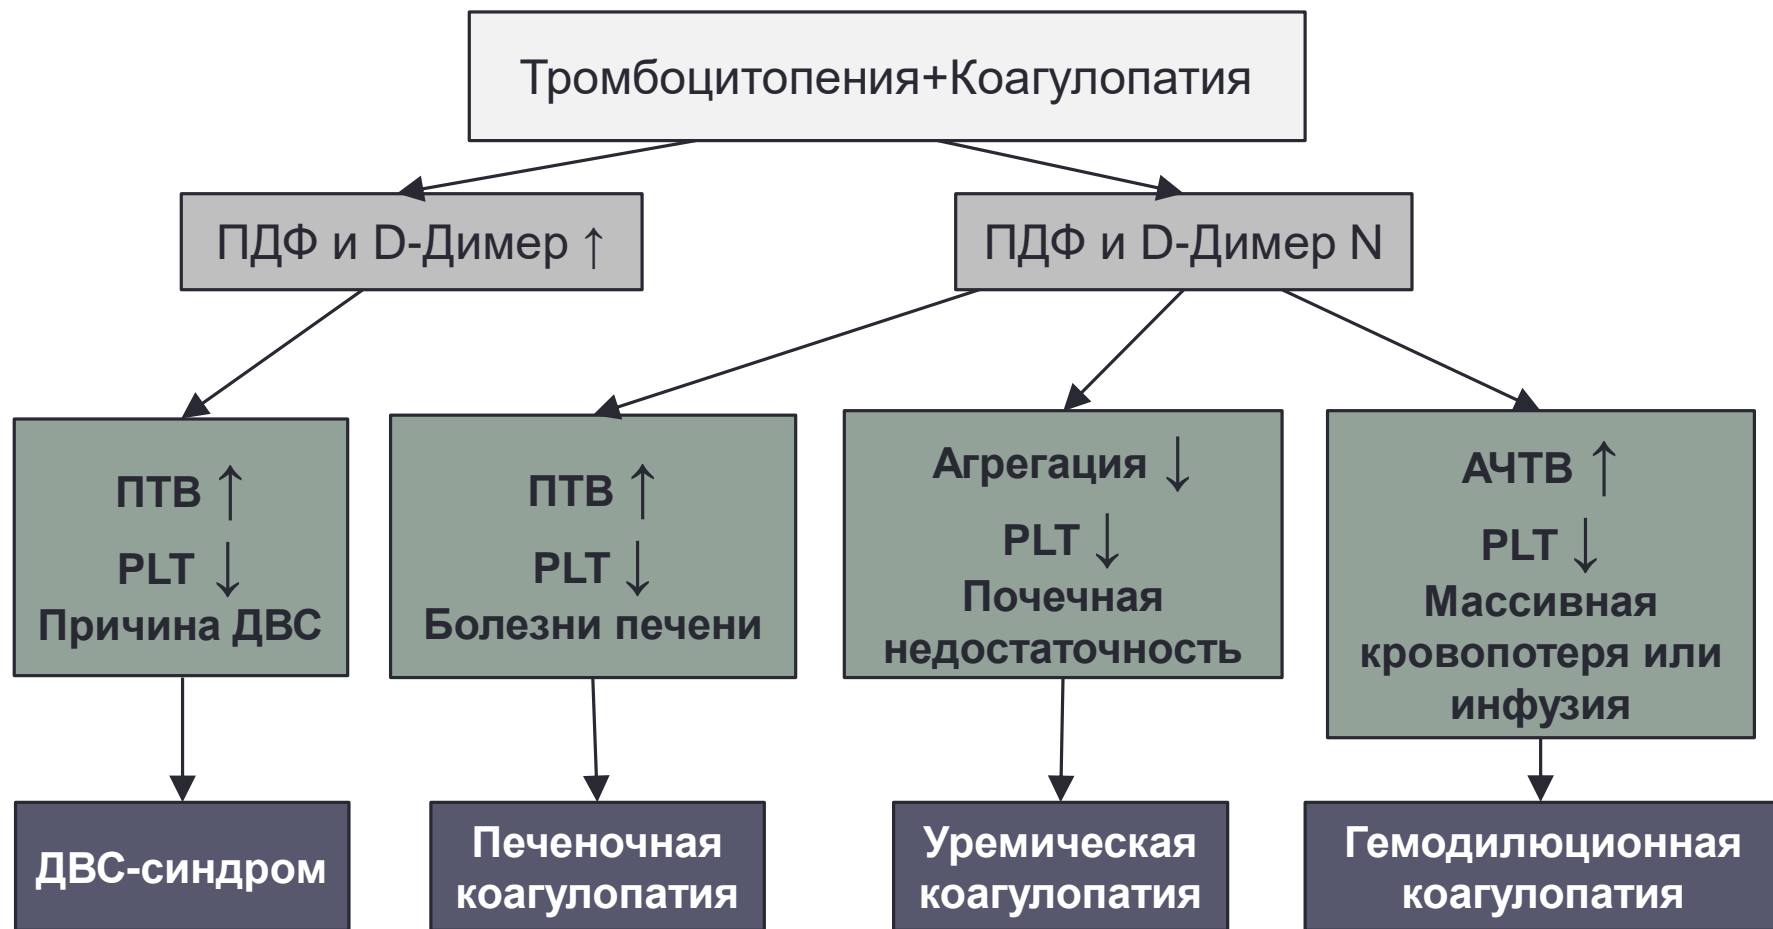 Тромбоцитопения+Коагулопатия
ПДФ и D-Димер ↑
ПДФ и D-Димер N
ПТВ ↑
PLT ↓
Причина ДВС
ПТВ ↑
PLT ↓
Болезни печени
Агрегация ↓
PLT ↓
Почечная
недостаточность
АЧТВ ↑
PLT ↓
Массивная
кровопотеря или
инфузия
ДВС-синдром
Печеночная
коагулопатия
Уремическая
коагулопатия
Гемодилюционная
коагулопатия